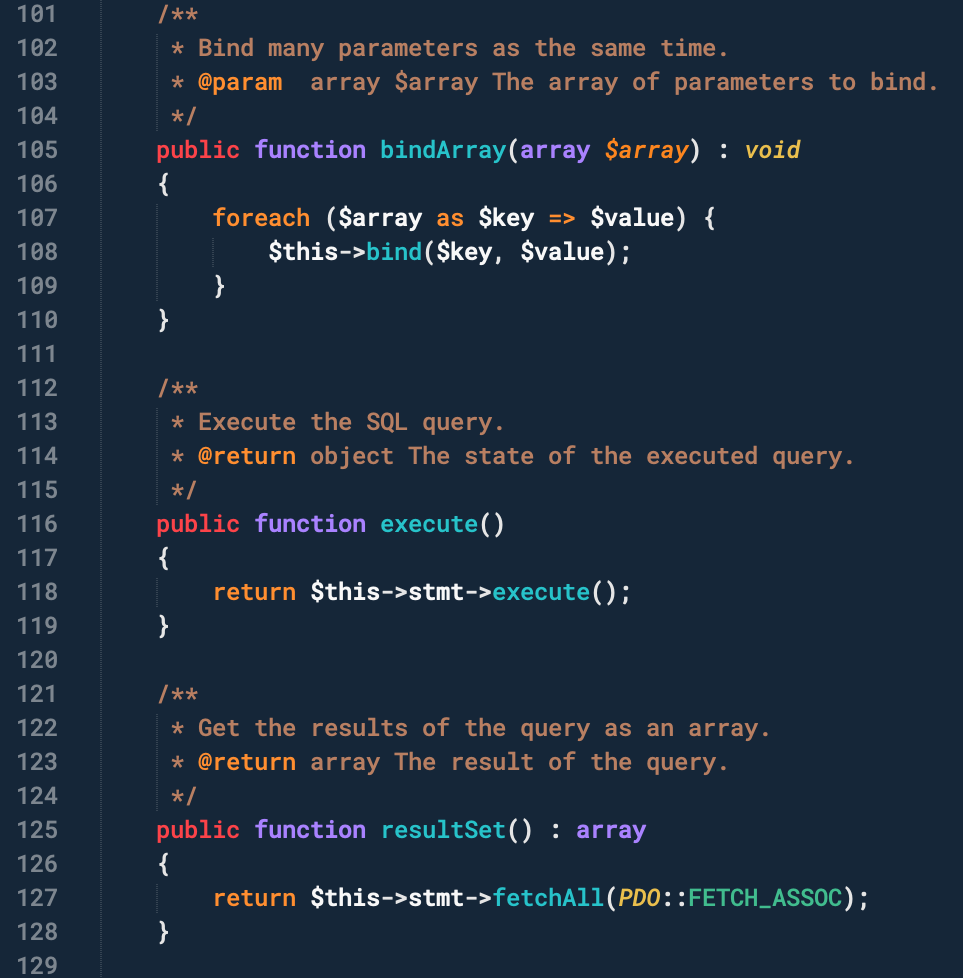 101    /**
102     * Bind many parameters as the same time.
103     * @param  array $array The array of parameters to bind.
104     */
105    public function bindArray(array $array) : void
106    {
107        foreach ($array as $key => $value) {
108            $this->bind($key, $value);
109        }
110    }
111
112    /**
113     * Execute the SQL query.
114     * @return object The state of the executed query.
115     */
116    public function execute()
117    {
118        return $this->stmt->execute();
119    }
120
121    /**
122     * Get the results of the query as an array.
123     * @return array The result of the query.
124     */
125    public function resultSet() : array
126    {
127        return $this->stmt->fetchAll(PDO::FETCH_ASSOC);
128    }
129